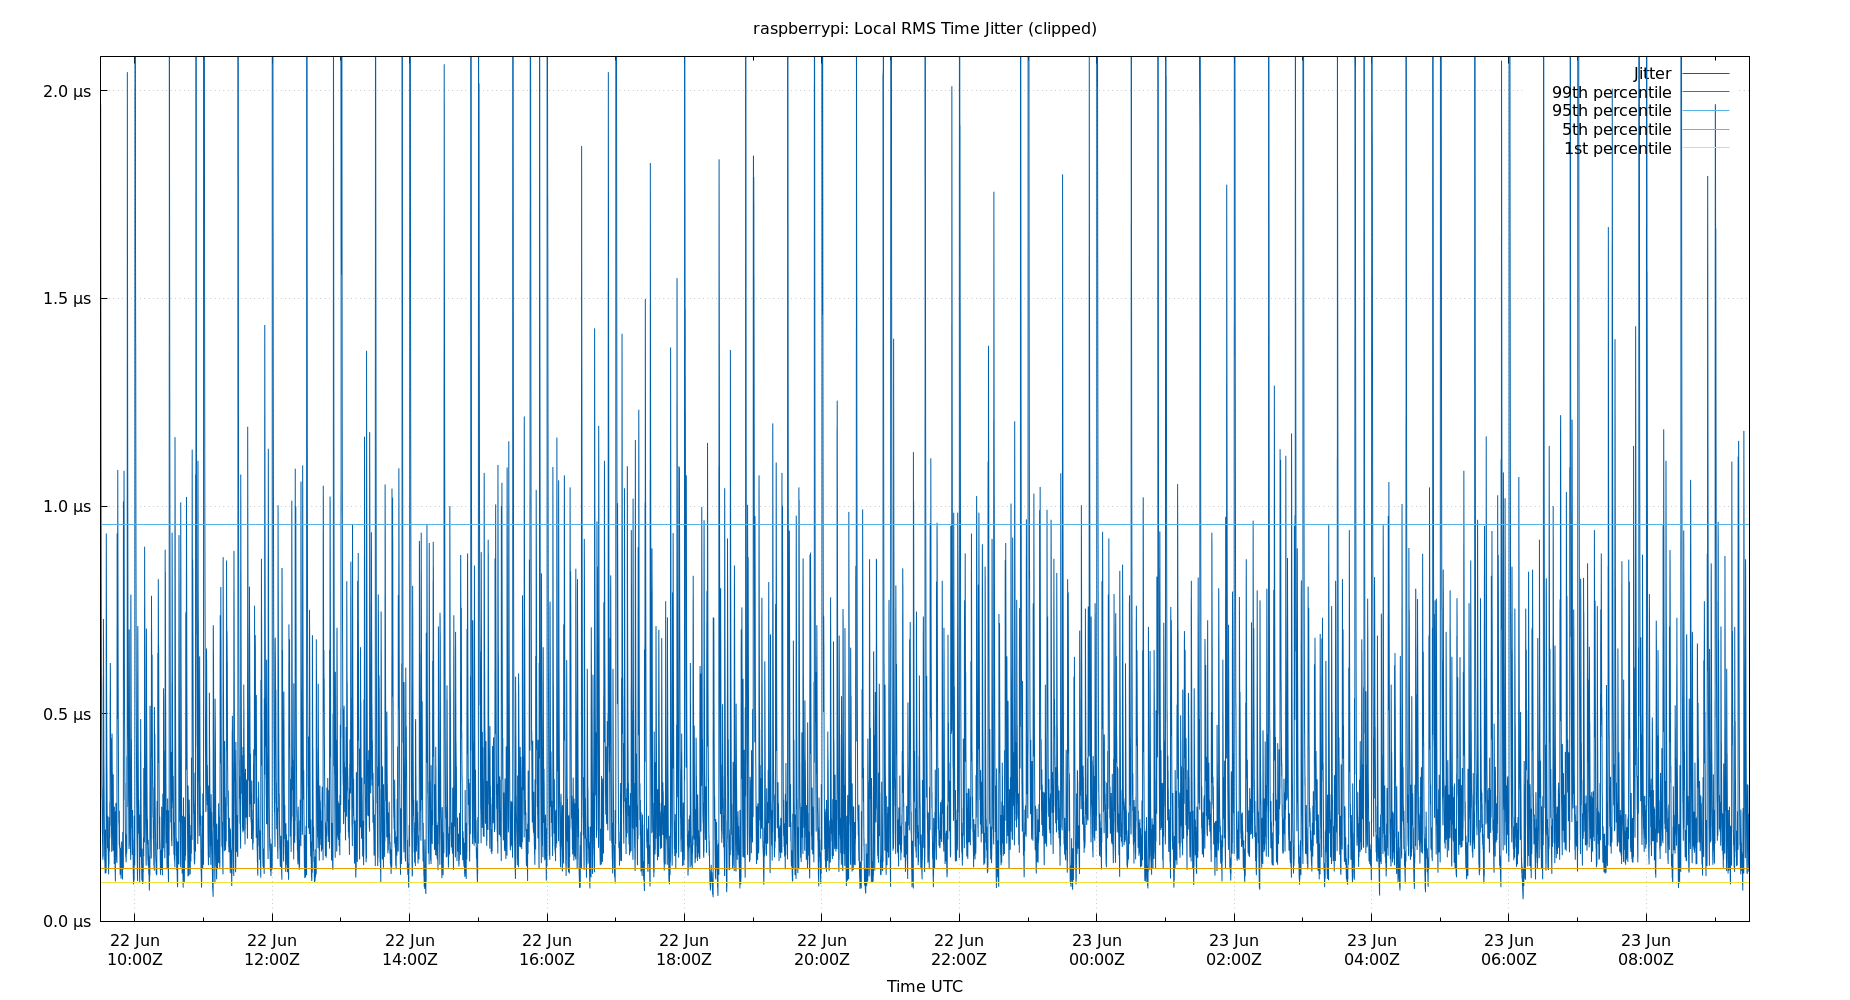 raspberrypi: Local RMS Time Jitter (clipped)
Jitter
99th percentile
95th percentile
5th percentile
1st percentile
2.0 μs
1.5 μs
1.0 μs
0.5 μs
0.0 μs
22 Jun 22 Jun 22 Jun 22 Jun 22 Jun 22 Jun 22 Jun 23 Jun 23 Jun 23 Jun 23 Jun 23 Jun
10:00Z 12:00Z 14:00Z 16:00Z 18:00Z 20:00Z 22:00Z 00:00Z 02:00Z 04:00Z 06:00Z 08:00Z
Time UTC